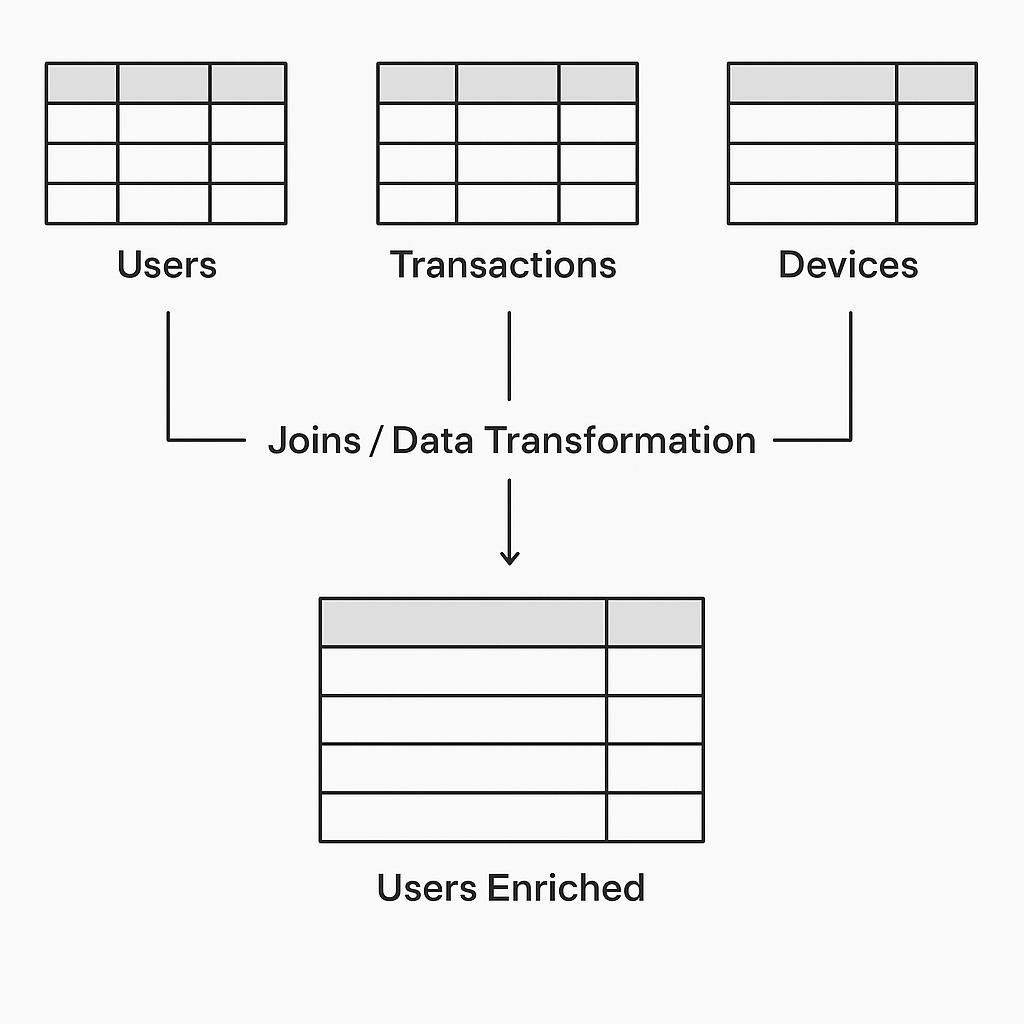 Users
Transactions
Devices
Joins / Data Transformation
Users Enriched